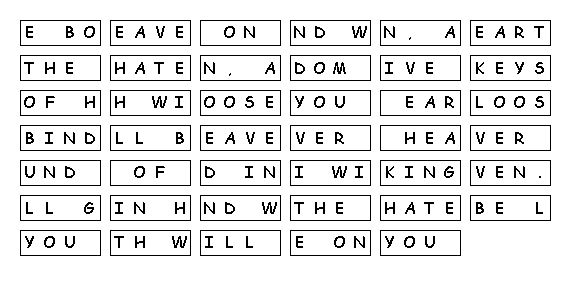 E BO EAVE ON ND W N, A EART
THE HATE N, A DOM IVE KEYS
OF H H WI OOSE YOU EAR LOOS
BIND LL B EAVE VER HEA VER
UND OF D IN I WI KING VEN.
LL G IN H ND W THE HATE BE L
YOU TH W ILL E ON YOU